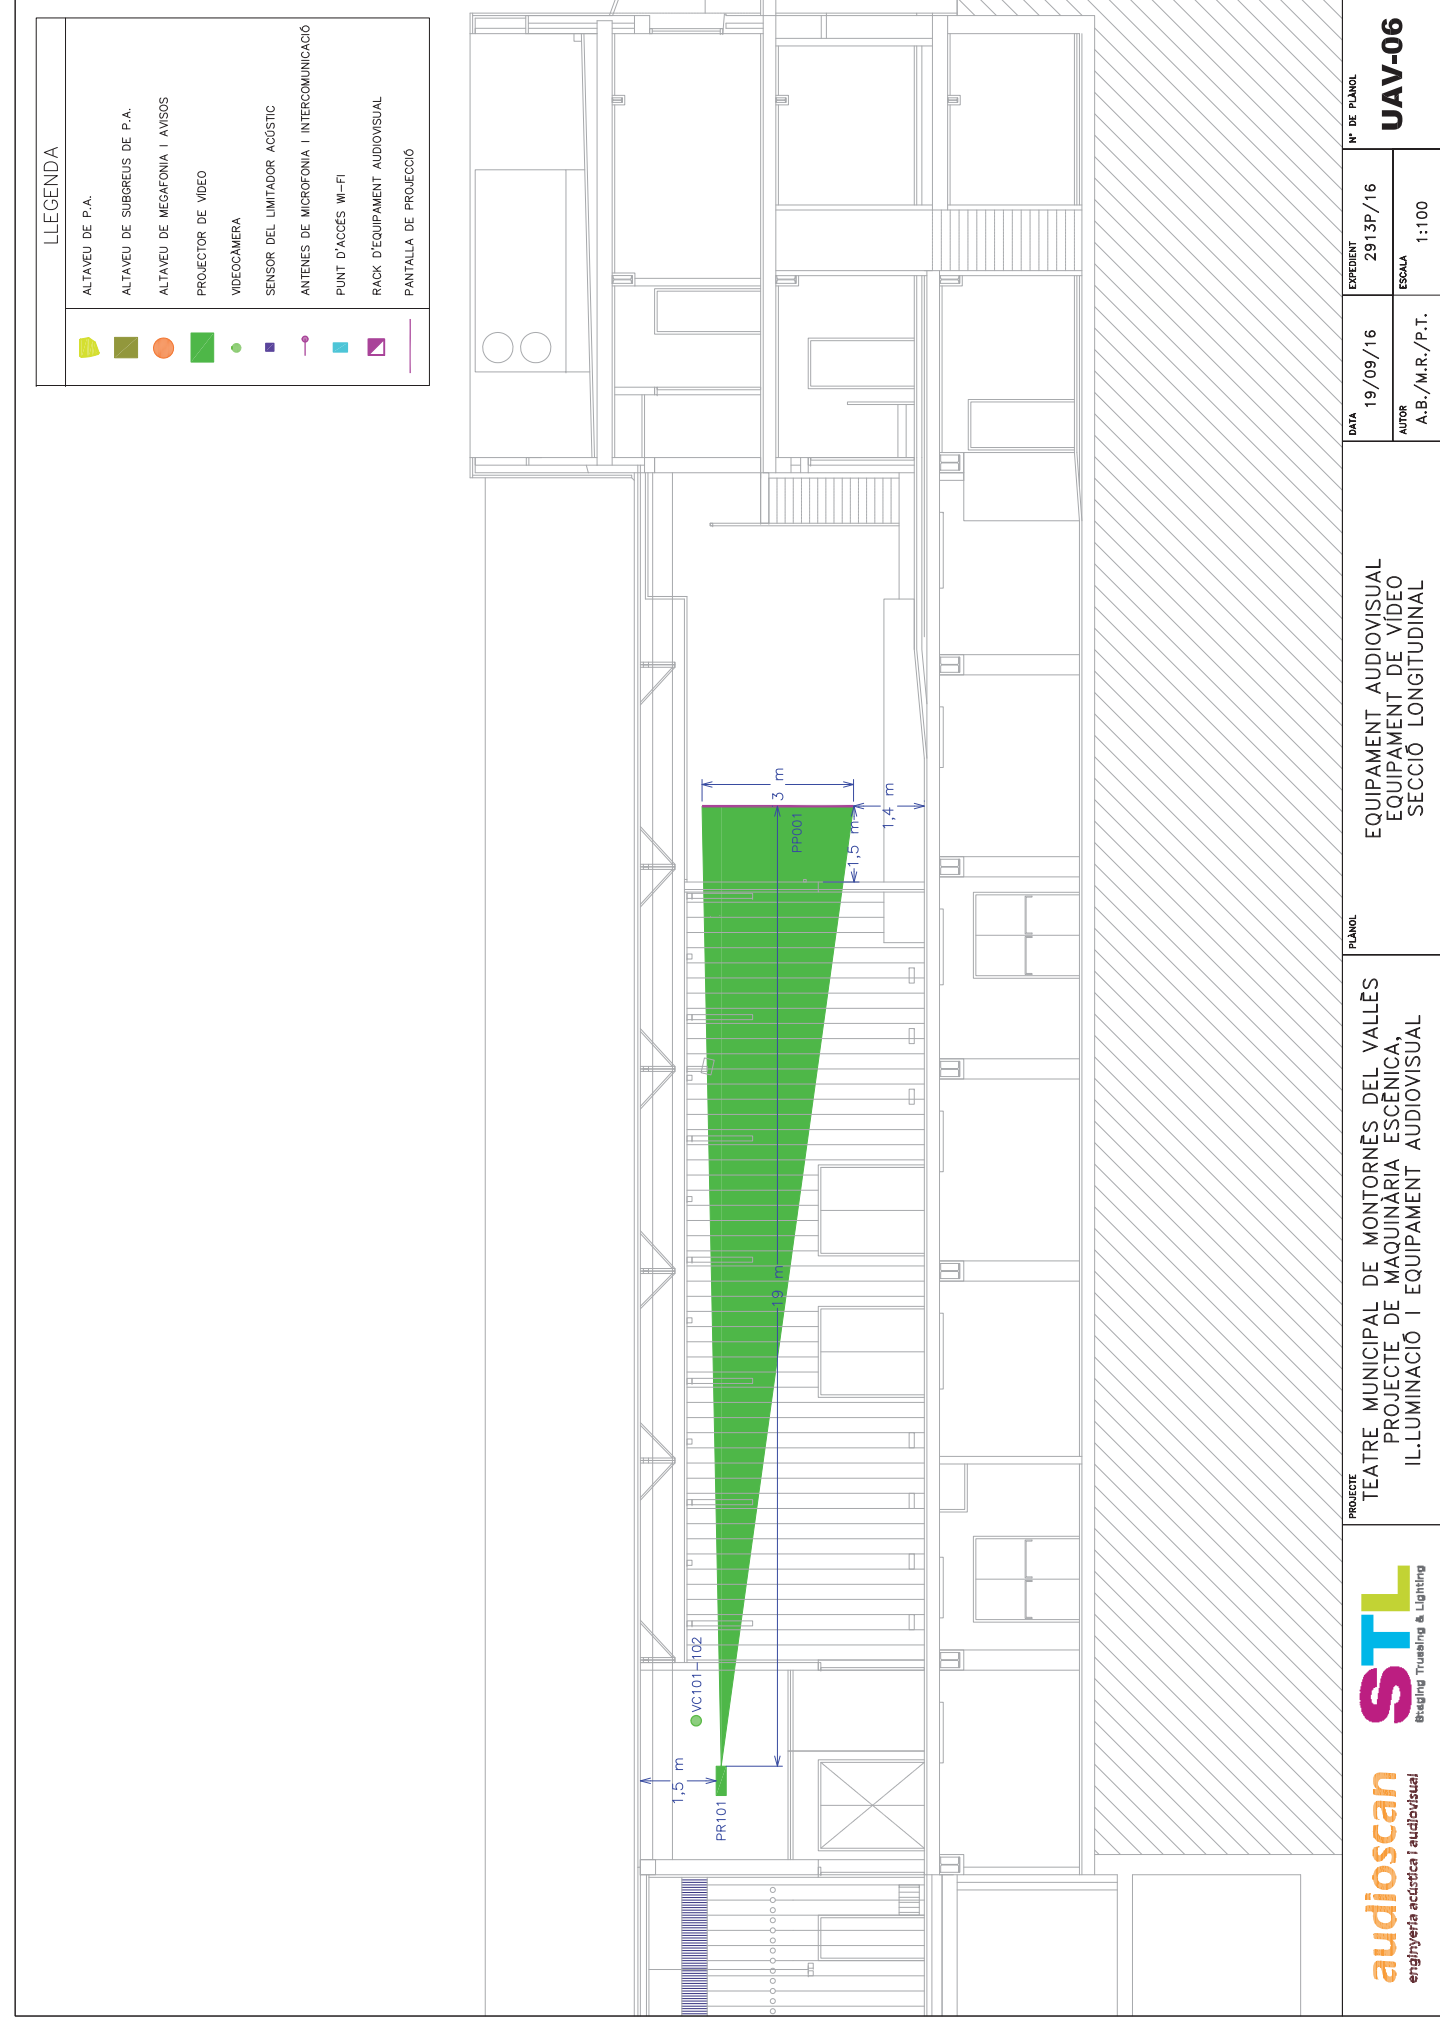 LLEGENDA
ALTAVEU DE P.A.
ALTAVEU DE SUBGREUS DE P.A.
ALTAVEU DE MEGAFONIA I AVISOS
PROJECTOR DE VÍDEO
VIDEOCÀMERA
SENSOR DEL LIMITADOR ACÚSTIC
ANTENES DE MICROFONIA I INTERCOMUNICACIÓ
PUNT D'ACCÉS WI-FI
RACK D'EQUIPAMENT AUDIOVISUAL
PANTALLA DE PROJECCIÓ
PR101
1,5 m
VC101-102
19 m
3 m
PP001
1,5 m
1,4 m
audioscan
enginyeria acústica i audiovisual
STL
Staging Trussing & Lighting
PROJECTE
TEATRE MUNICIPAL DE MONTORNÈS DEL VALLÈS
PROJECTE DE MAQUINÀRIA ESCÈNICA,
IL.LUMINACIÓ I EQUIPAMENT AUDIOVISUAL
PLÀNOL
EQUIPAMENT AUDIOVISUAL
EQUIPAMENT DE VÍDEO
SECCIÓ LONGITUDINAL
DATA
19/09/16
AUTOR
A.B./M.R./P.T.
EXPEDIENT
2913P/16
ESCALA
1:100
Nº DE PLÀNOL
UAV-06